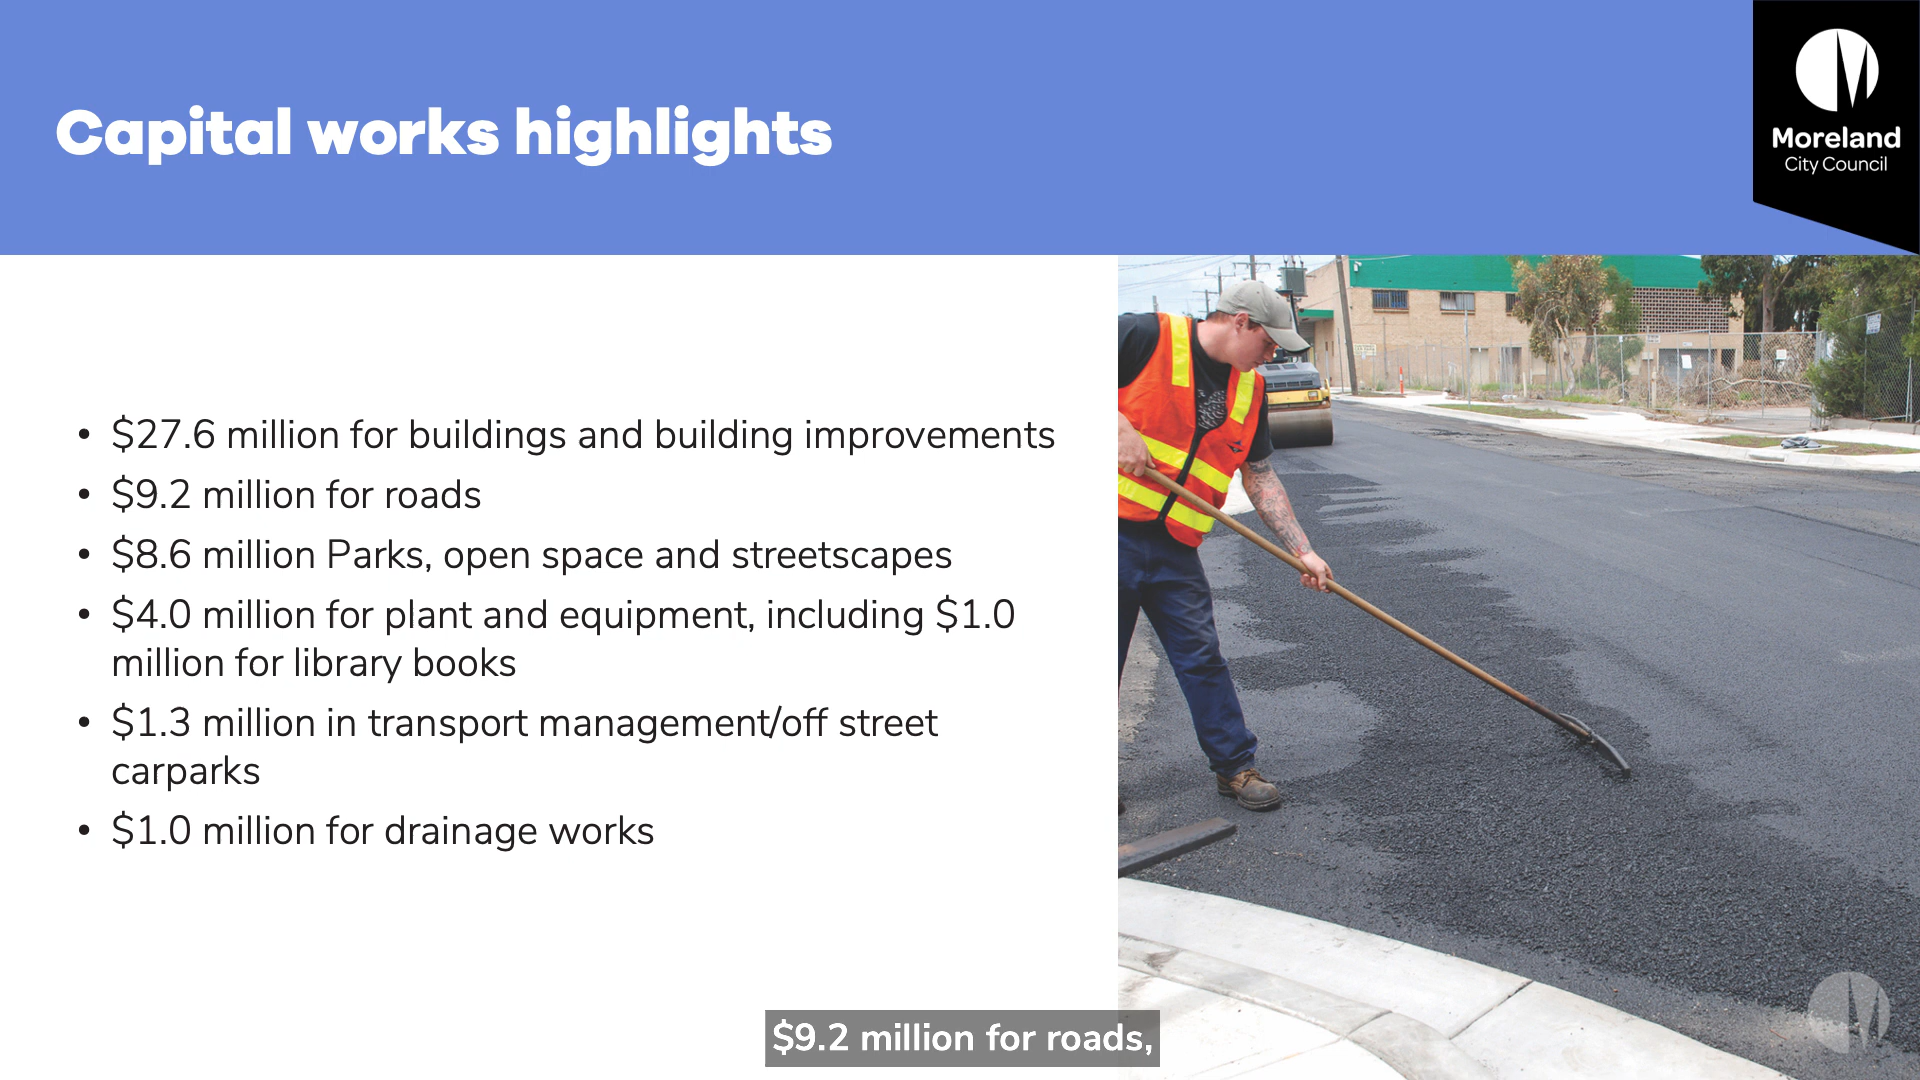 Capital works highlights
Moreland
City Council
• $27.6 million for buildings and building improvements
• $9.2 million for roads
• $8.6 million Parks, open space and streetscapes
• $4.0 million for plant and equipment, including $1.0
million for library books
• $1.3 million in transport management/off street
carparks
• $1.0 million for drainage works
$9.2 million for roads,